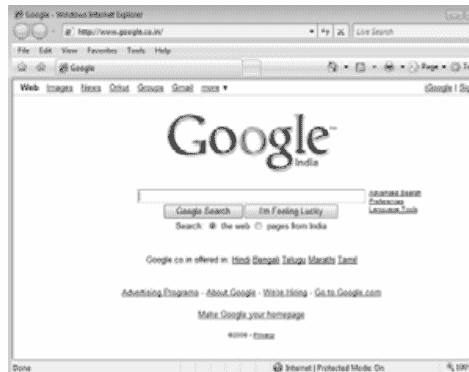 Google - Windows Internet Explorer
http://www.google.co.in/ Live Search
File Edit View Favorites Tools Help
Google Page
Web Images News Orkut Groups Gmail more ▼ iGoogle |
Google™
India
Advanced Search
Preferences
Language Tools
Google Search I'm Feeling Lucky
Search: the web pages from India
Google.co.in offered in: Hindi Bengali Telugu Marathi Tamil
Advertising Programs - About Google - We're Hiring - Go to Google.com
Make Google your homepage
Privacy
Done Internet | Protected Mode: On 100